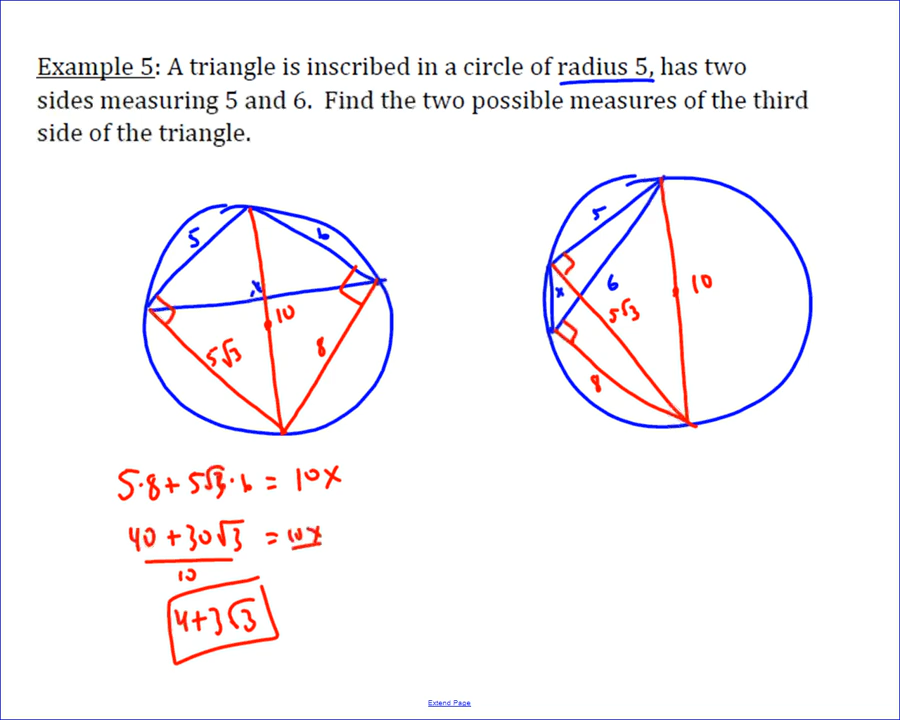 Example 5: A triangle is inscribed in a circle of radius 5, has two
sides measuring 5 and 6. Find the two possible measures of the third
side of the triangle.
5
6
x
10
5√3
8
5
6
x
5√3
10
8
5·8 + 5√3·6 = 10x
40 + 30√3 = 10x
10
4+3√3
Extend Page